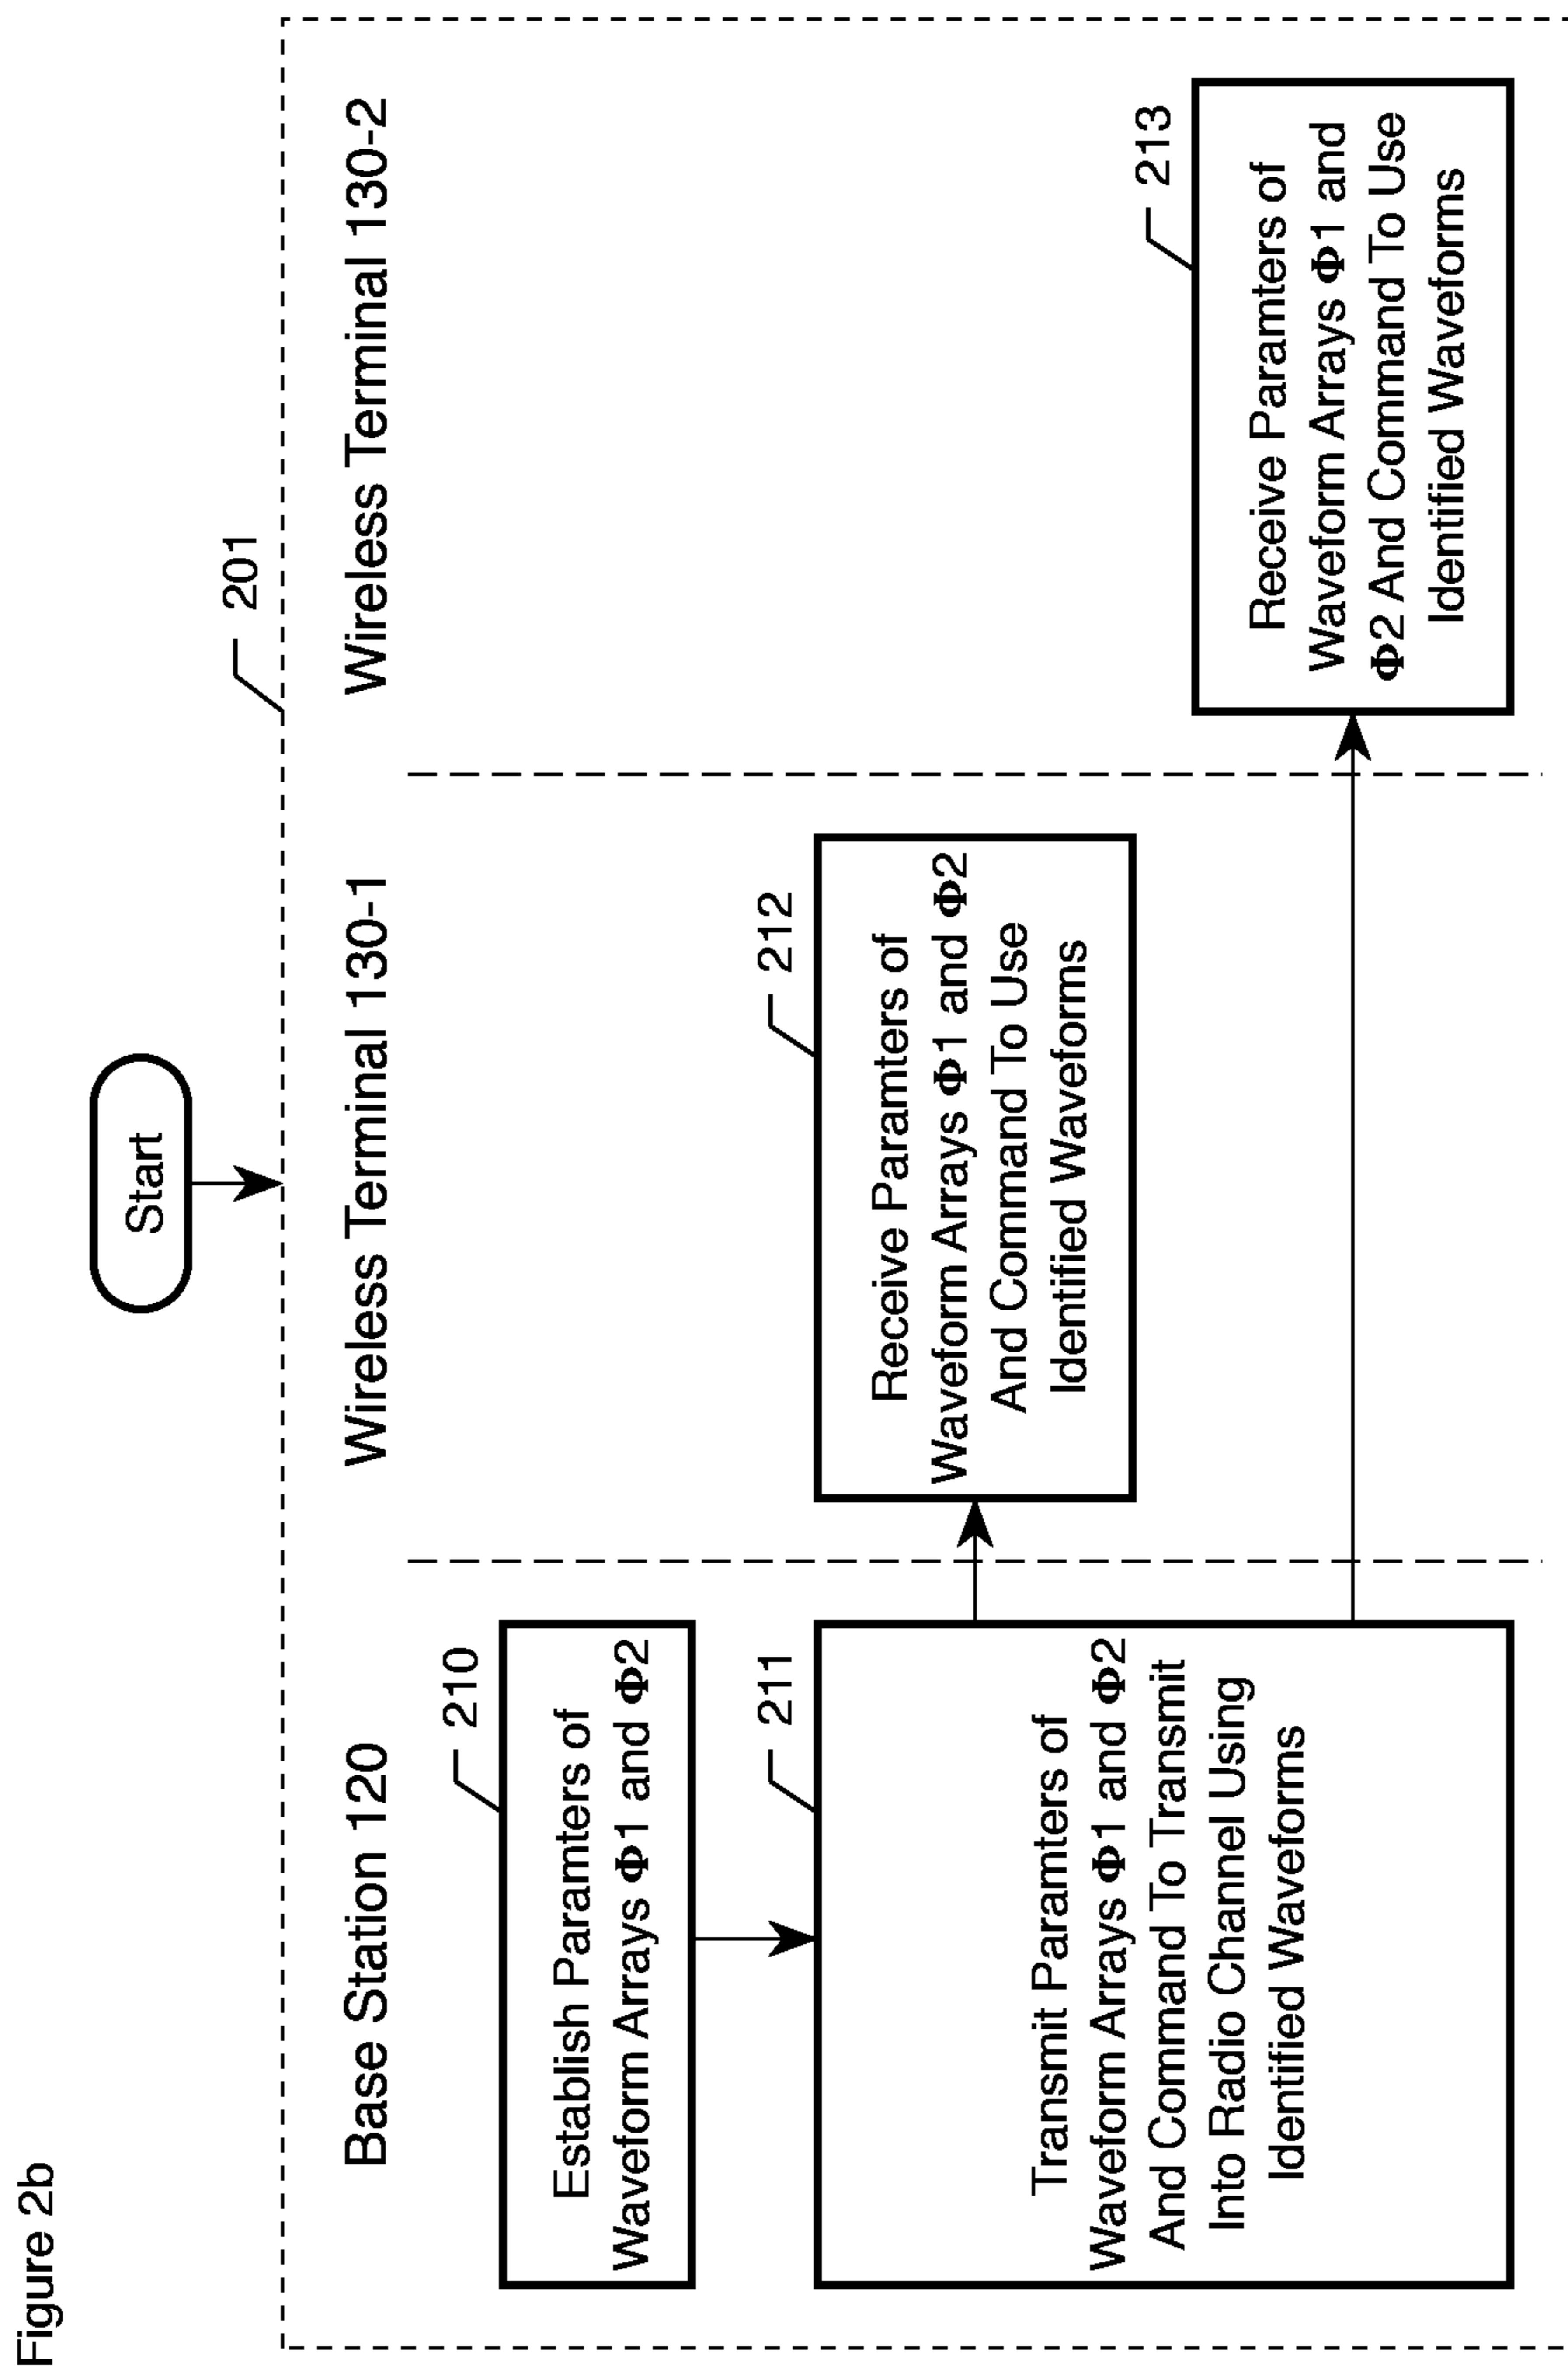 Figure 2b
Start
201
Base Station 120
Wireless Terminal 130-1
Wireless Terminal 130-2
210
Establish Paramters of
Waveform Arrays Φ1 and Φ2
211
Transmit Paramters of
Waveform Arrays Φ1 and Φ2
And Command To Transmit
Into Radio Channel Using
Identified Waveforms
212
Receive Paramters of
Waveform Arrays Φ1 and Φ2
And Command To Use
Identified Waveforms
213
Receive Paramters of
Waveform Arrays Φ1 and
Φ2 And Command To Use
Identified Waveforms